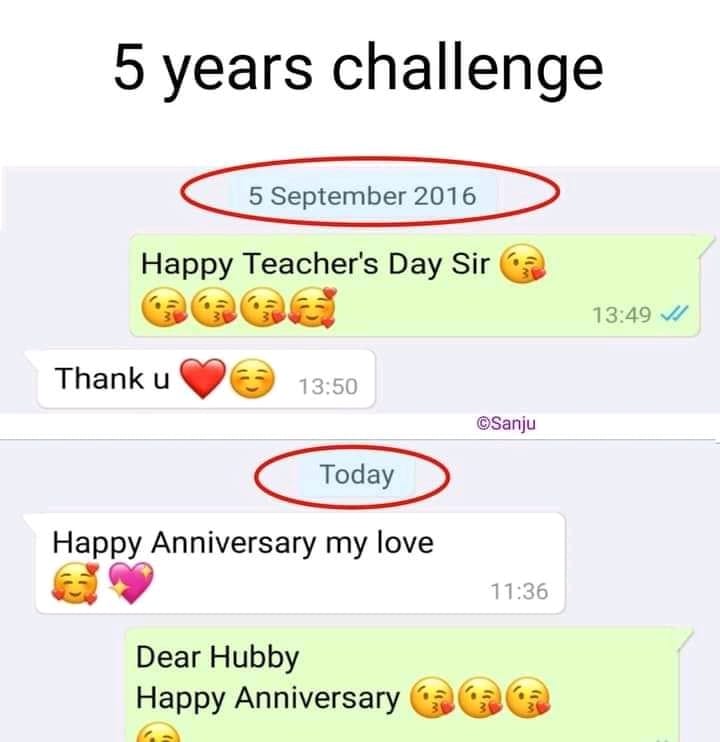 5 years challenge
5 September 2016
Happy Teacher's Day Sir 😘
😘😘😘🥰
13:49
Thank u ❤️☺️ 13:50
©Sanju
Today
Happy Anniversary my love
🥰💖
11:36
Dear Hubby
Happy Anniversary 😘😘😘
😘